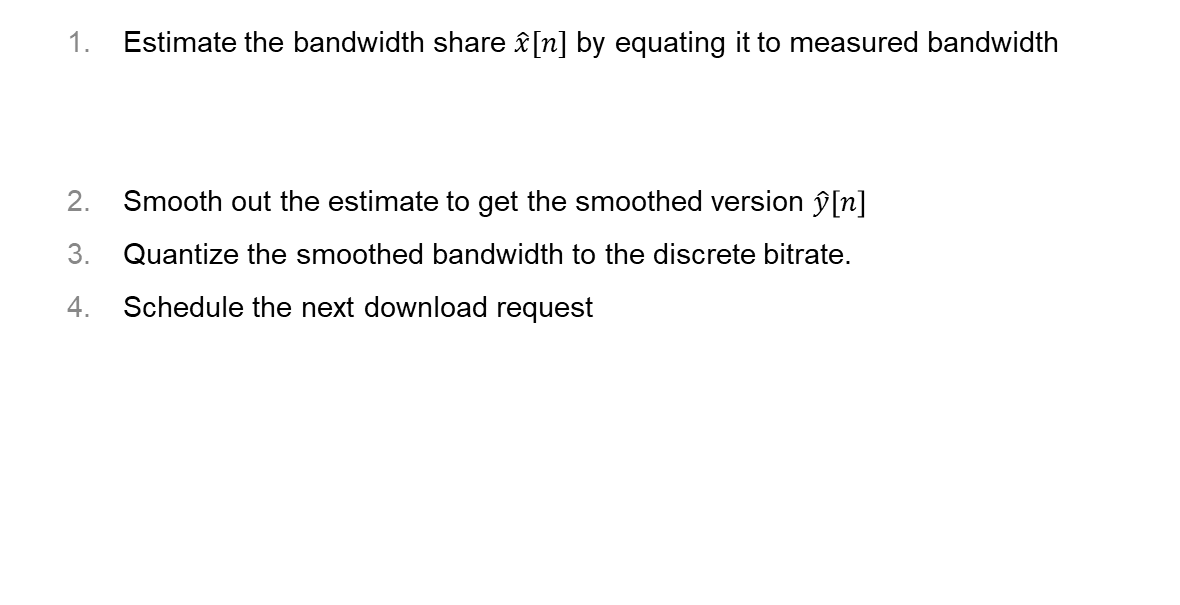 1. Estimate the bandwidth share x̂[n] by equating it to measured bandwidth
2. Smooth out the estimate to get the smoothed version ŷ[n]
3. Quantize the smoothed bandwidth to the discrete bitrate.
4. Schedule the next download request